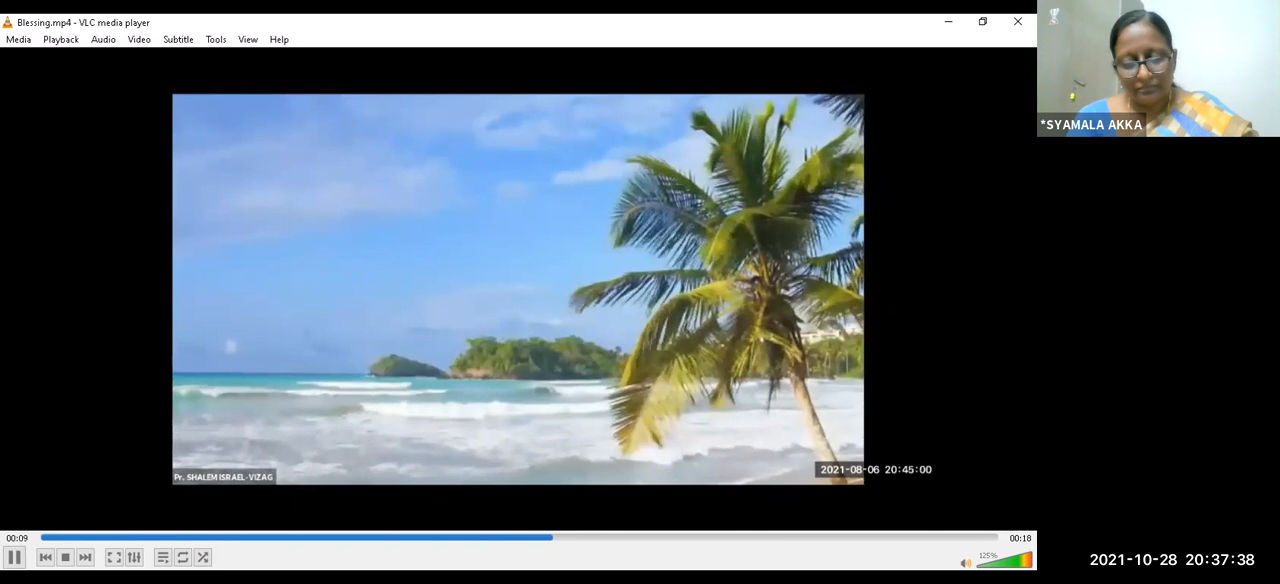 Blessing.mp4 - VLC media player
Media Playback Audio Video Subtitle Tools View Help
*SYAMALA AKKA
Pr. SHALEM ISRAEL-VIZAG
2021-08-06 20:45:00
00:09
00:18
125%
2021-10-28 20:37:38